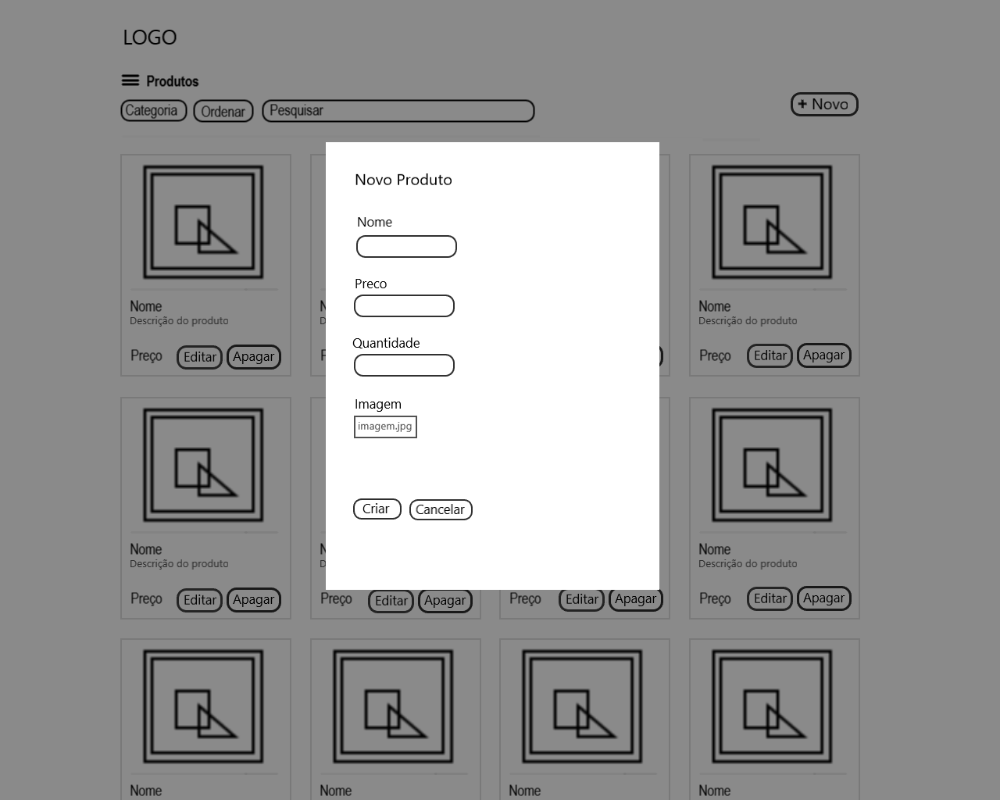 LOGO
Produtos
Categoria Ordenar Pesquisar
+ Novo
Novo Produto
Nome
Preco
Quantidade
Imagem
imagem.jpg
Criar Cancelar
Nome
Descrição do produto
Preço Editar Apagar
Nome
Descrição do produto
Preço Editar Apagar
Nome
Descrição do produto
Preço Editar Apagar
Preço Editar Apagar
Preço Editar Apagar
Nome
Descrição do produto
Preço Editar Apagar
Nome
Nome
Nome
Nome